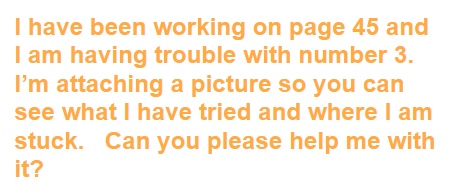 I have been working on page 45 and
I am having trouble with number 3.
I’m attaching a picture so you can
see what I have tried and where I am
stuck.   Can you please help me with
it?